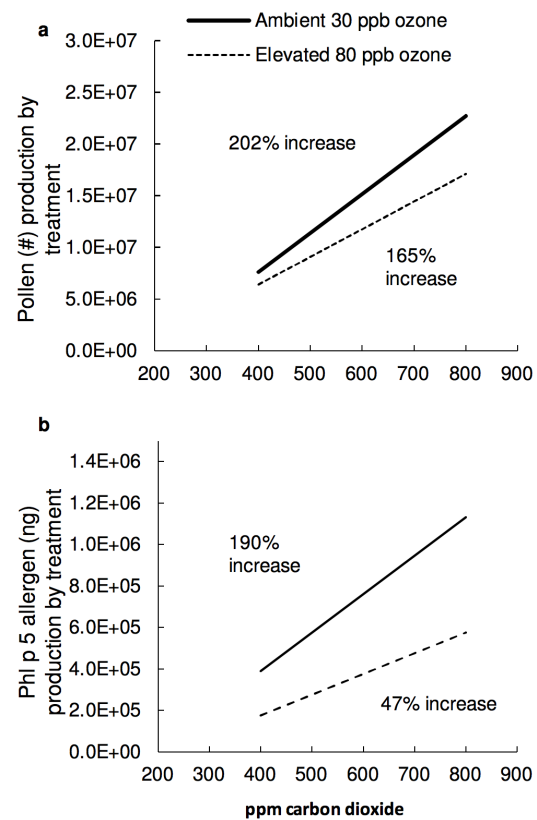 a
Ambient 30 ppb ozone
Elevated 80 ppb ozone
Pollen (#) production by
treatment
3.0E+07
2.5E+07
2.0E+07
1.5E+07
1.0E+07
5.0E+06
0.0E+00
202% increase
165%
increase
200 300 400 500 600 700 800 900
b
Phl p 5 allergen (ng)
production by treatment
1.4E+06
1.2E+06
1.0E+06
8.0E+05
6.0E+05
4.0E+05
2.0E+05
0.0E+00
190%
increase
47% increase
200 300 400 500 600 700 800 900
ppm carbon dioxide